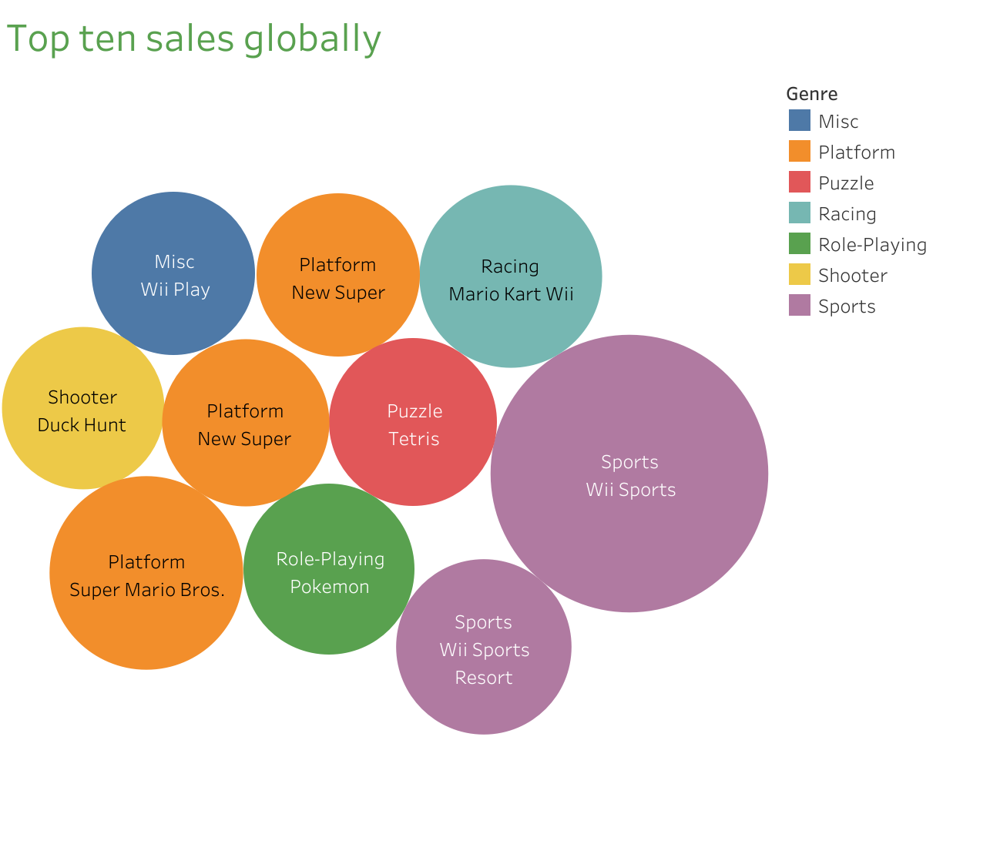 Top ten sales globally
Genre
Misc
Platform
Puzzle
Racing
Role-Playing
Shooter
Sports
Misc
Wii Play
Platform
New Super
Racing
Mario Kart Wii
Shooter
Duck Hunt
Platform
New Super
Puzzle
Tetris
Sports
Wii Sports
Platform
Super Mario Bros.
Role-Playing
Pokemon
Sports
Wii Sports
Resort